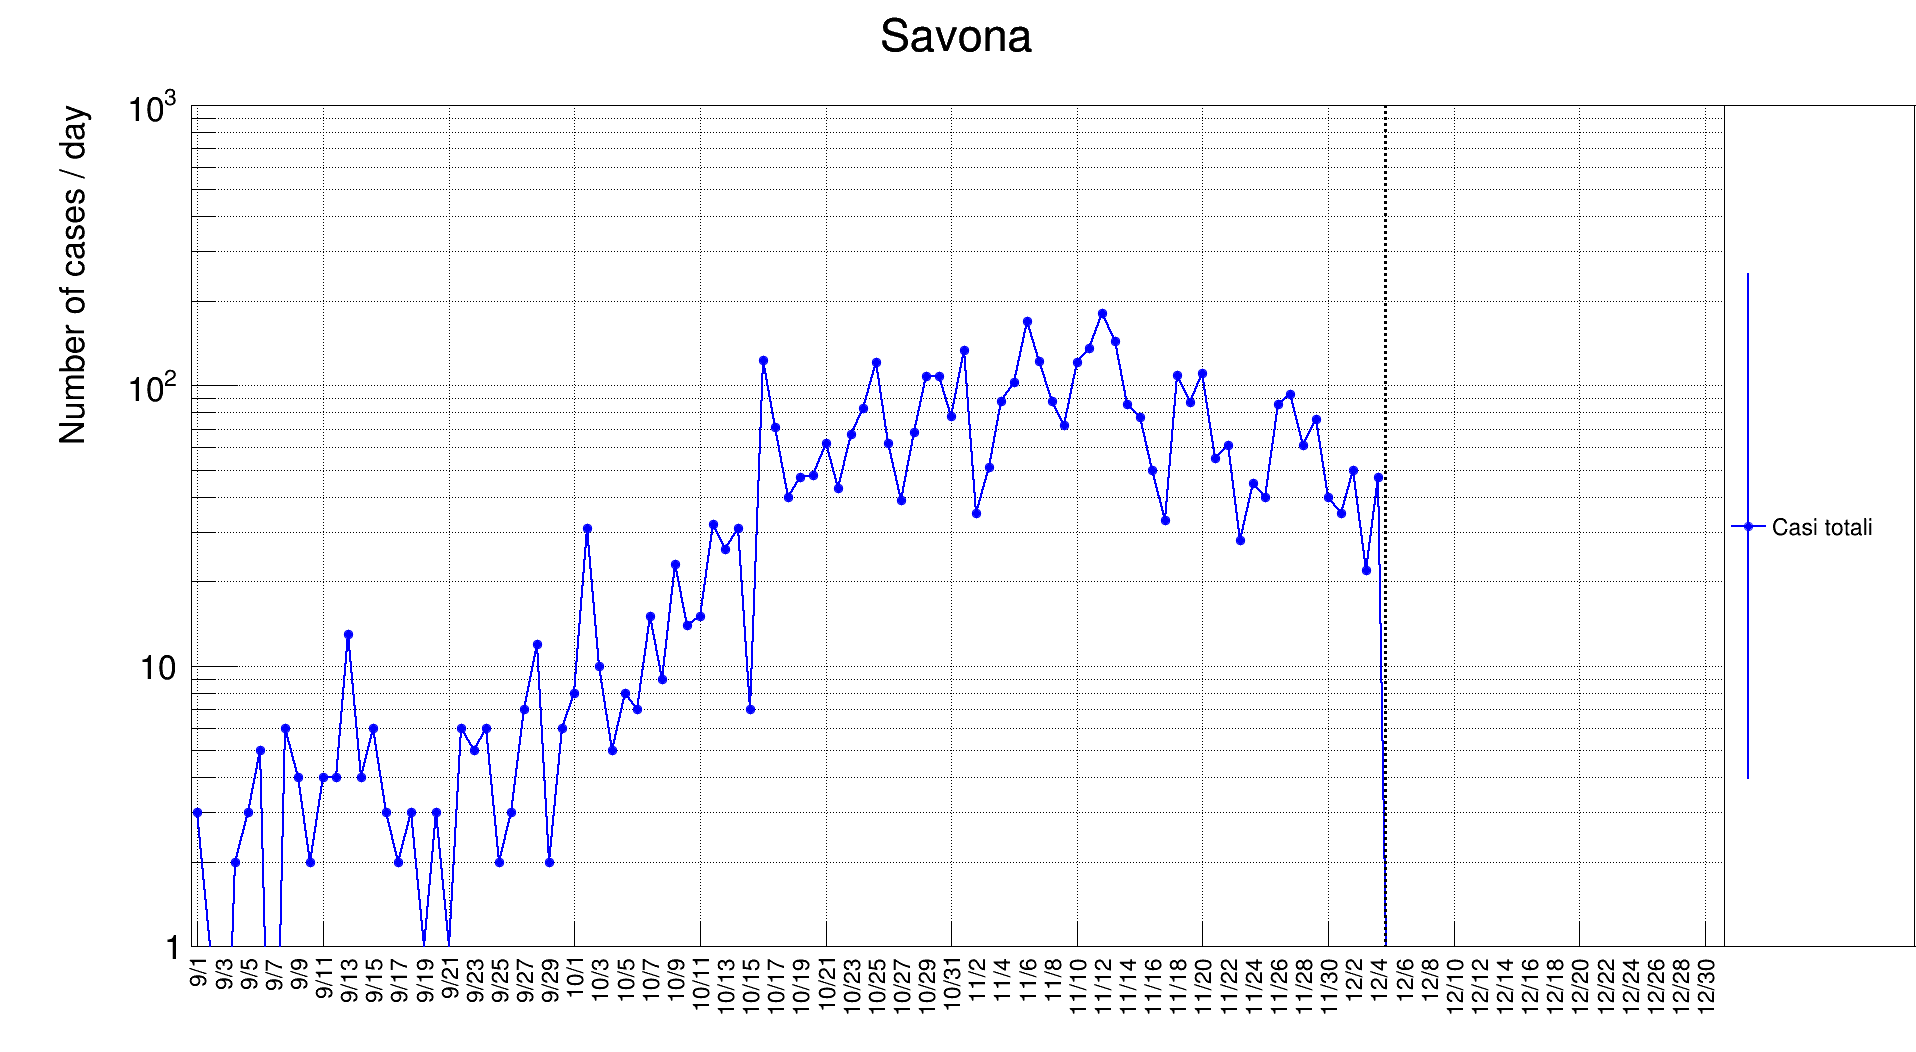 Savona
Number of cases / day
10³
10²
10
1
9/1 9/3 9/5 9/7 9/9 9/11 9/13 9/15 9/17 9/19 9/21 9/23 9/25 9/27 9/29 10/1 10/3 10/5 10/7 10/9 10/11 10/13 10/15 10/17 10/19 10/21 10/23 10/25 10/27 10/29 10/31 11/2 11/4 11/6 11/8 11/10 11/12 11/14 11/16 11/18 11/20 11/22 11/24 11/26 11/28 11/30 12/2 12/4 12/6 12/8 12/10 12/12 12/14 12/16 12/18 12/20 12/22 12/24 12/26 12/28 12/30
Casi totali